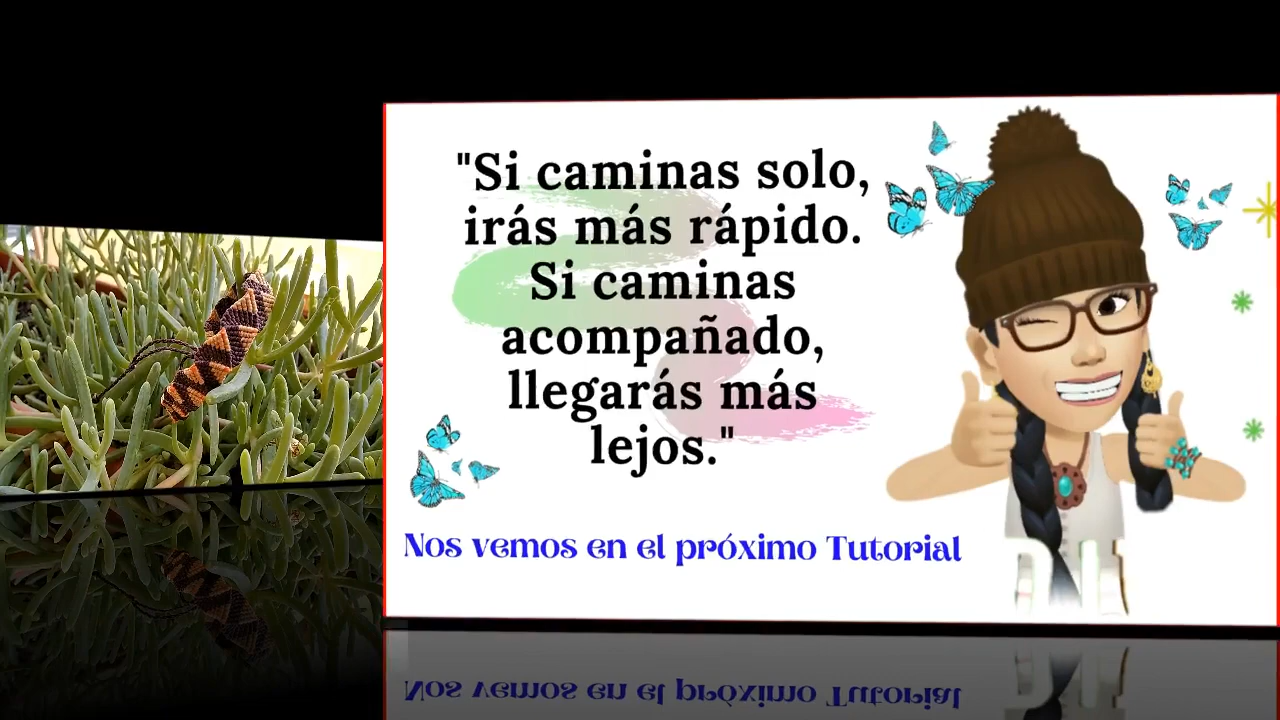 "Si caminas solo,
irás más rápido.
Si caminas
acompañado,
llegarás más
lejos."
Nos vemos en el próximo Tutorial